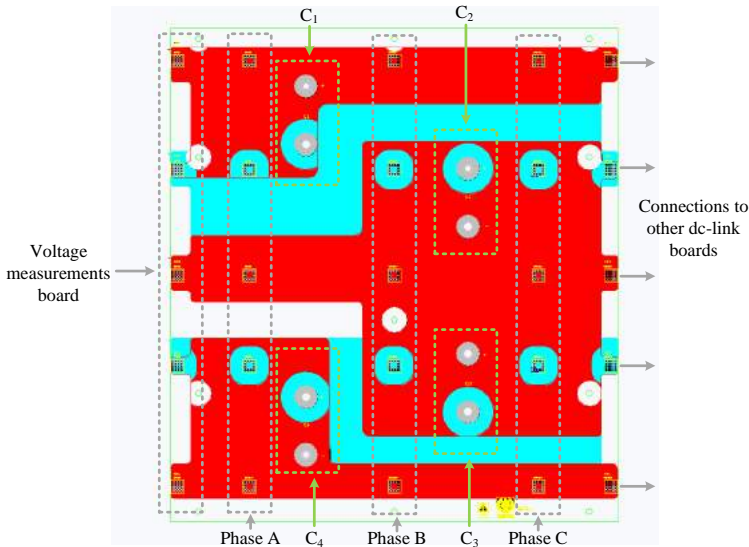 C₁
C₂
Voltage
measurements
board
Connections to
other dc-link
boards
Phase A
C₄
Phase B
C₃
Phase C